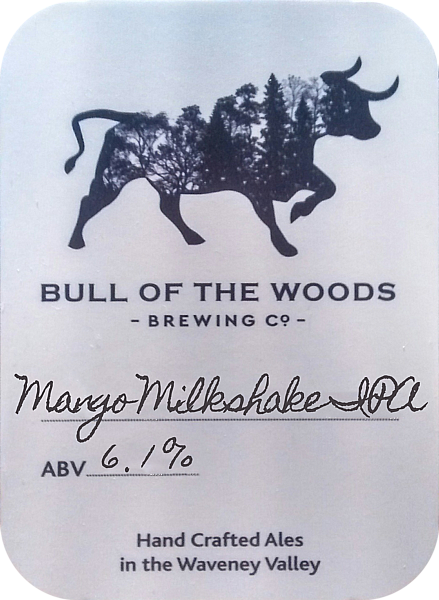 BULL OF THE WOODS
- BREWING Cº -
Mango Milkshake IPA
ABV 6.1%
Hand Crafted Ales
in the Waveney Valley